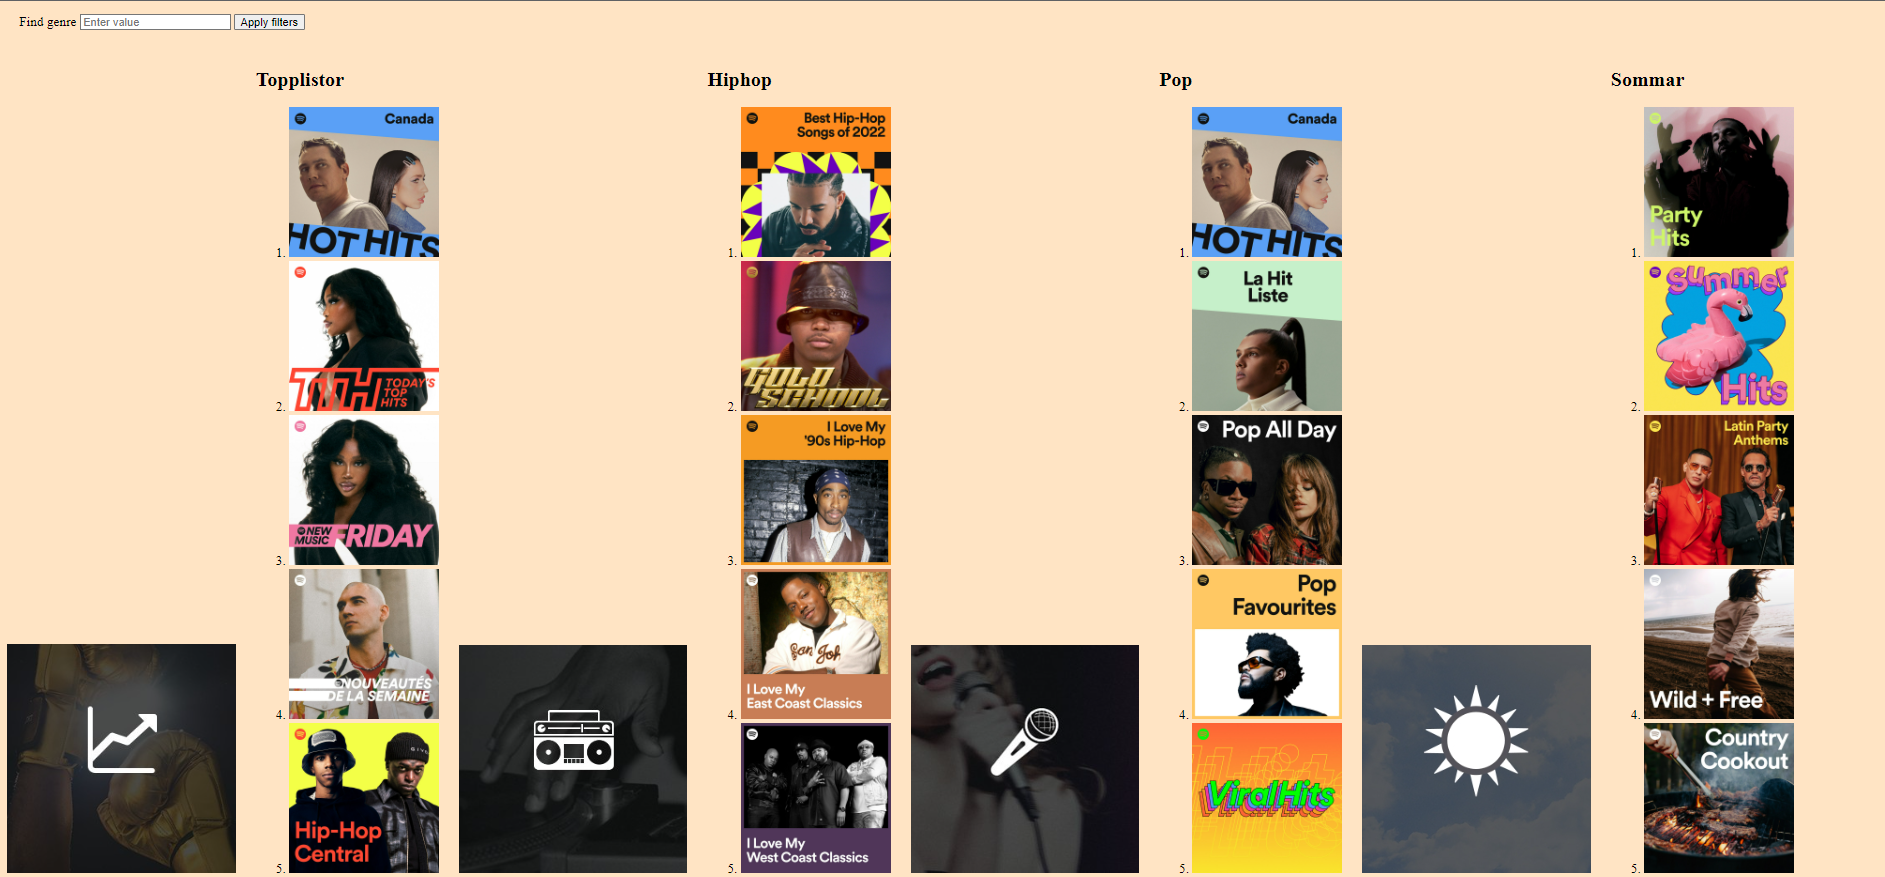 Find genre Enter value Apply filters
Topplistor
1.
Canada
HOT HITS
2.
TTH TODAY'S
TOP
HITS
3.
NEW
MUSIC FRIDAY
4.
NOUVEAUTÉS
DE LA SEMAINE
5.
Hip-Hop
Central
Hiphop
1.
Best Hip-Hop
Songs of 2022
2.
GOLD
SCHOOL
3.
I Love My
'90s Hip-Hop
4.
San Jo
I Love My
East Coast Classics
5.
I Love My
West Coast Classics
Pop
1.
Canada
HOT HITS
2.
La Hit
Liste
3.
Pop All Day
4.
Pop
Favourites
5.
Viral Hits
Sommar
1.
Party
Hits
2.
Summer
Hits
3.
Latin Party
Anthems
4.
Wild + Free
5.
Country
Cookout